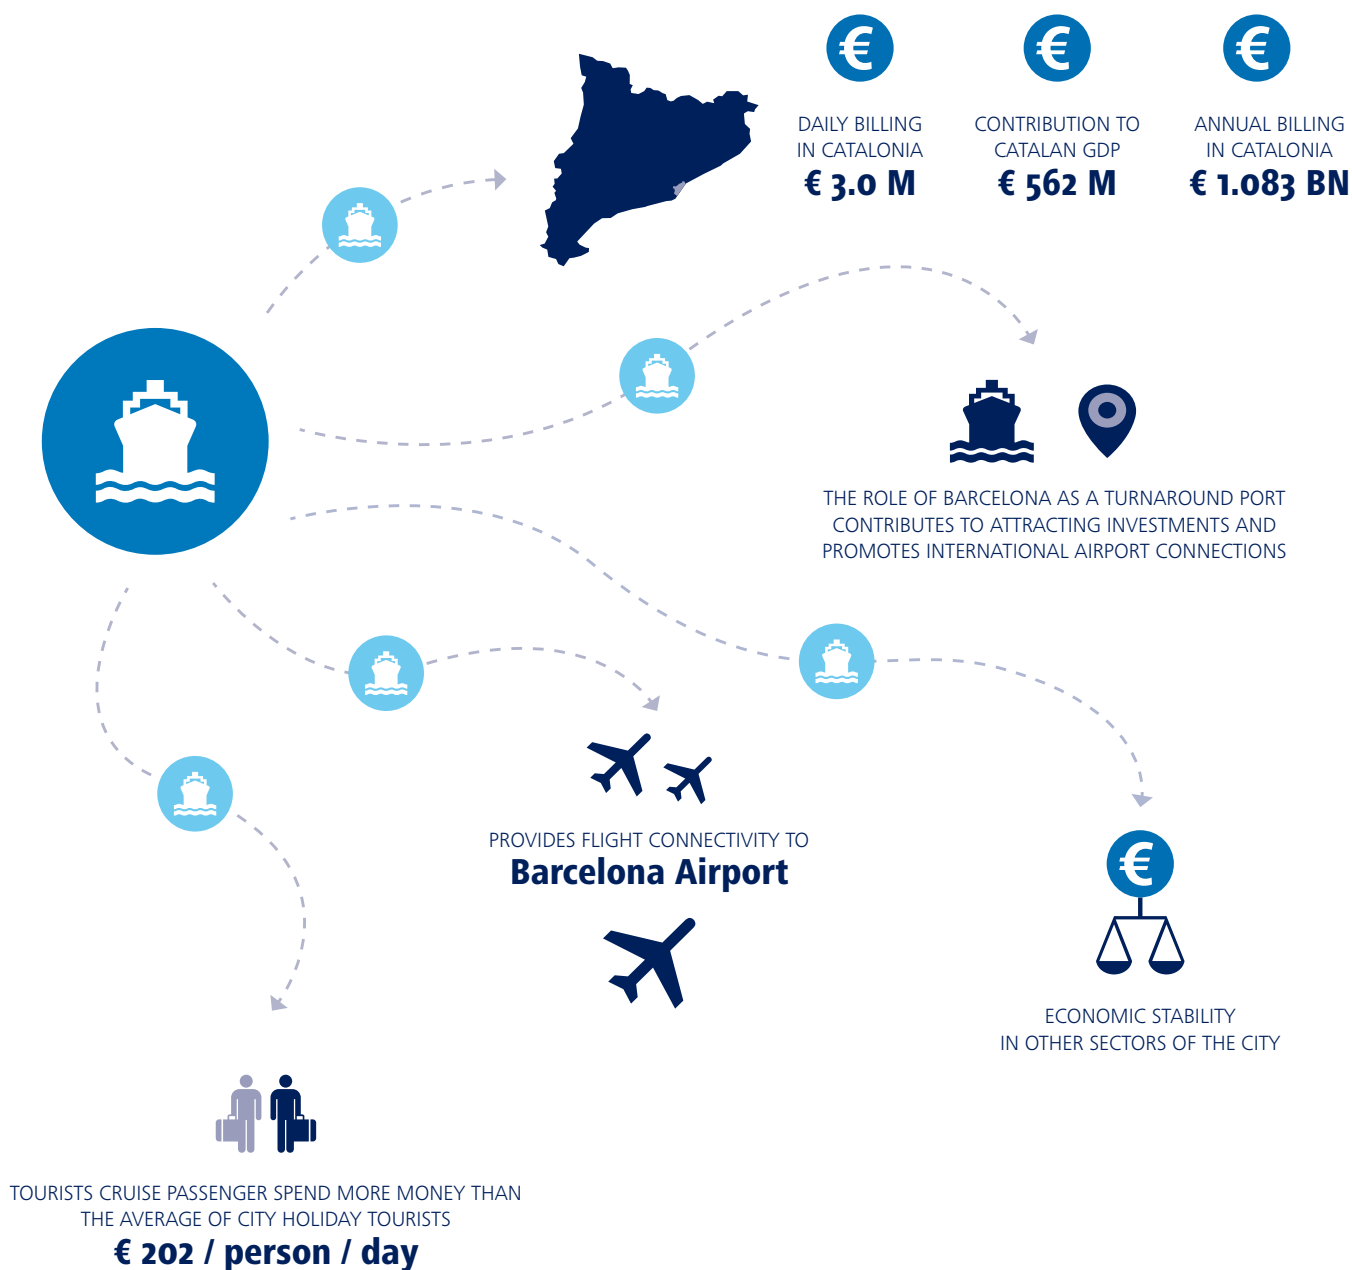 €
€
€
DAILY BILLING
IN CATALONIA
€ 3.0 M
CONTRIBUTION TO
CATALAN GDP
€ 562 M
ANNUAL BILLING
IN CATALONIA
€ 1.083 BN
THE ROLE OF BARCELONA AS A TURNAROUND PORT
CONTRIBUTES TO ATTRACTING INVESTMENTS AND
PROMOTES INTERNATIONAL AIRPORT CONNECTIONS
PROVIDES FLIGHT CONNECTIVITY TO
Barcelona Airport
€
ECONOMIC STABILITY
IN OTHER SECTORS OF THE CITY
TOURISTS CRUISE PASSENGER SPEND MORE MONEY THAN
THE AVERAGE OF CITY HOLIDAY TOURISTS
€ 202 / person / day